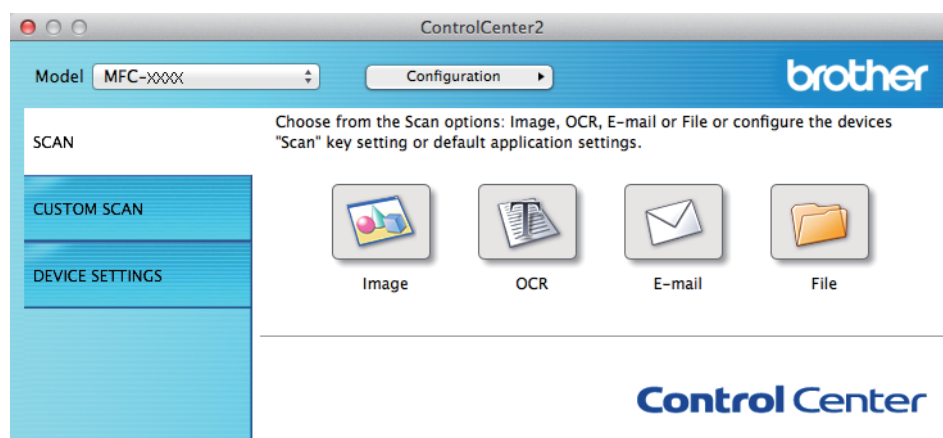 ControlCenter2
Model MFC-XXXX Configuration
brother
SCAN
Choose from the Scan options: Image, OCR, E-mail or File or configure the devices
"Scan" key setting or default application settings.
CUSTOM SCAN
DEVICE SETTINGS
Image OCR E-mail File
Control Center